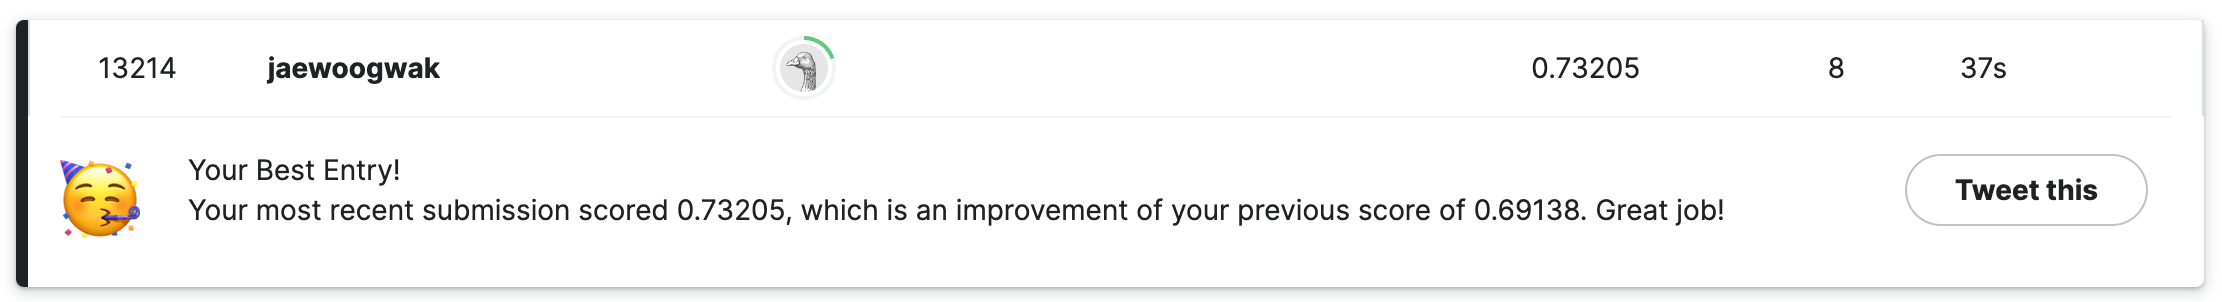 13214 jaewoogwak 0.73205 8 37s
Your Best Entry!
Your most recent submission scored 0.73205, which is an improvement of your previous score of 0.69138. Great job!
Tweet this